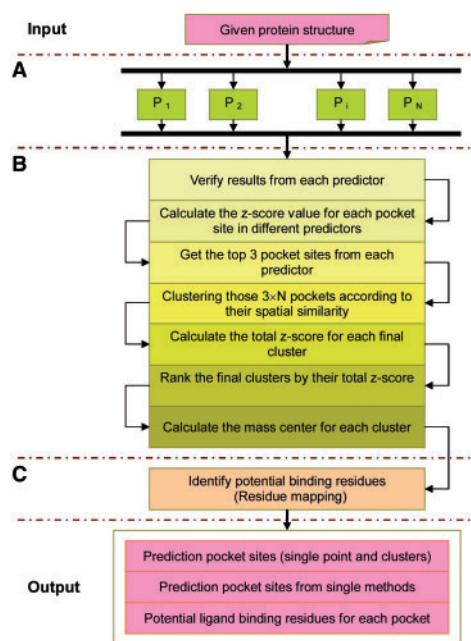 Input
Given protein structure
A
P 1
P 2
P i
P N
B
Verify results from each predictor
Calculate the z-score value for each pocket
site in different predictors
Get the top 3 pocket sites from each
predictor
Clustering those 3×N pockets according to
their spatial similarity
Calculate the total z-score for each final
cluster
Rank the final clusters by their total z-score
Calculate the mass center for each cluster
C
Identify potential binding residues
(Residue mapping)
Output
Prediction pocket sites (single point and clusters)
Prediction pocket sites from single methods
Potential ligand binding residues for each pocket